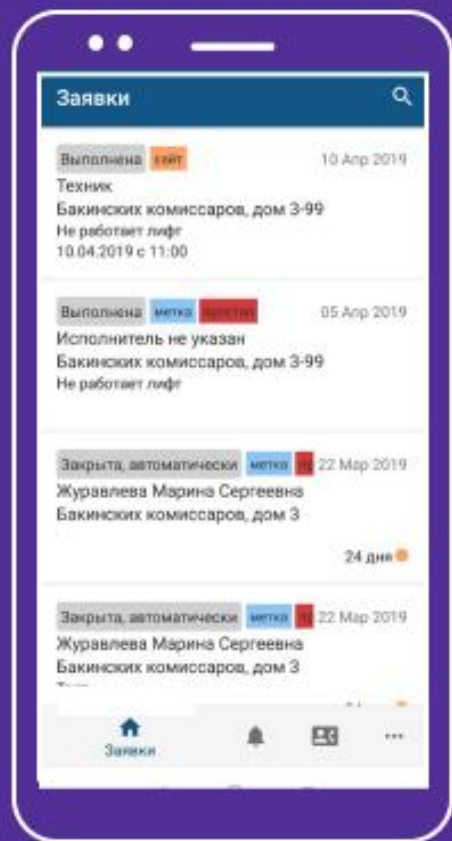 Заявки
Выполнена сайт 10 Апр 2019
Техник
Бакинских комиссаров, дом 3-99
Не работает лифт
10.04.2019 с 11:00
Выполнена метка 05 Апр 2019
Исполнитель не указан
Бакинских комиссаров, дом 3-99
Не работает лифт
Закрыта, автоматически метка 22 Мар 2019
Журавлева Марина Сергеевна
Бакинских комиссаров, дом 3
24 дня
Закрыта, автоматически метка 22 Мар 2019
Журавлева Марина Сергеевна
Бакинских комиссаров, дом 3
Заявки